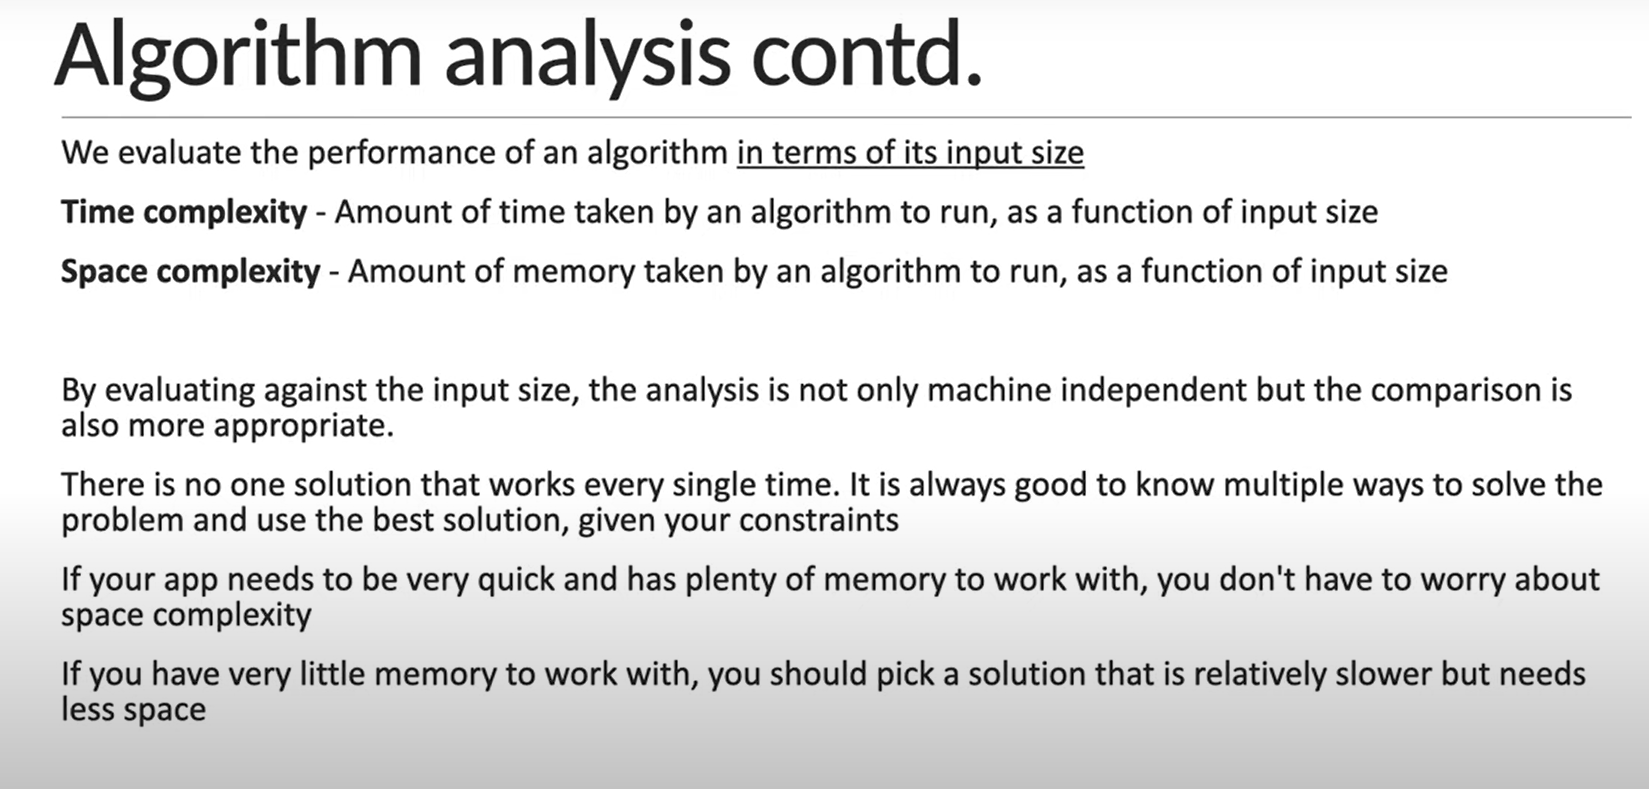 Algorithm analysis contd.
We evaluate the performance of an algorithm in terms of its input size
Time complexity - Amount of time taken by an algorithm to run, as a function of input size
Space complexity - Amount of memory taken by an algorithm to run, as a function of input size
By evaluating against the input size, the analysis is not only machine independent but the comparison is
also more appropriate.
There is no one solution that works every single time. It is always good to know multiple ways to solve the
problem and use the best solution, given your constraints
If your app needs to be very quick and has plenty of memory to work with, you don't have to worry about
space complexity
If you have very little memory to work with, you should pick a solution that is relatively slower but needs
less space